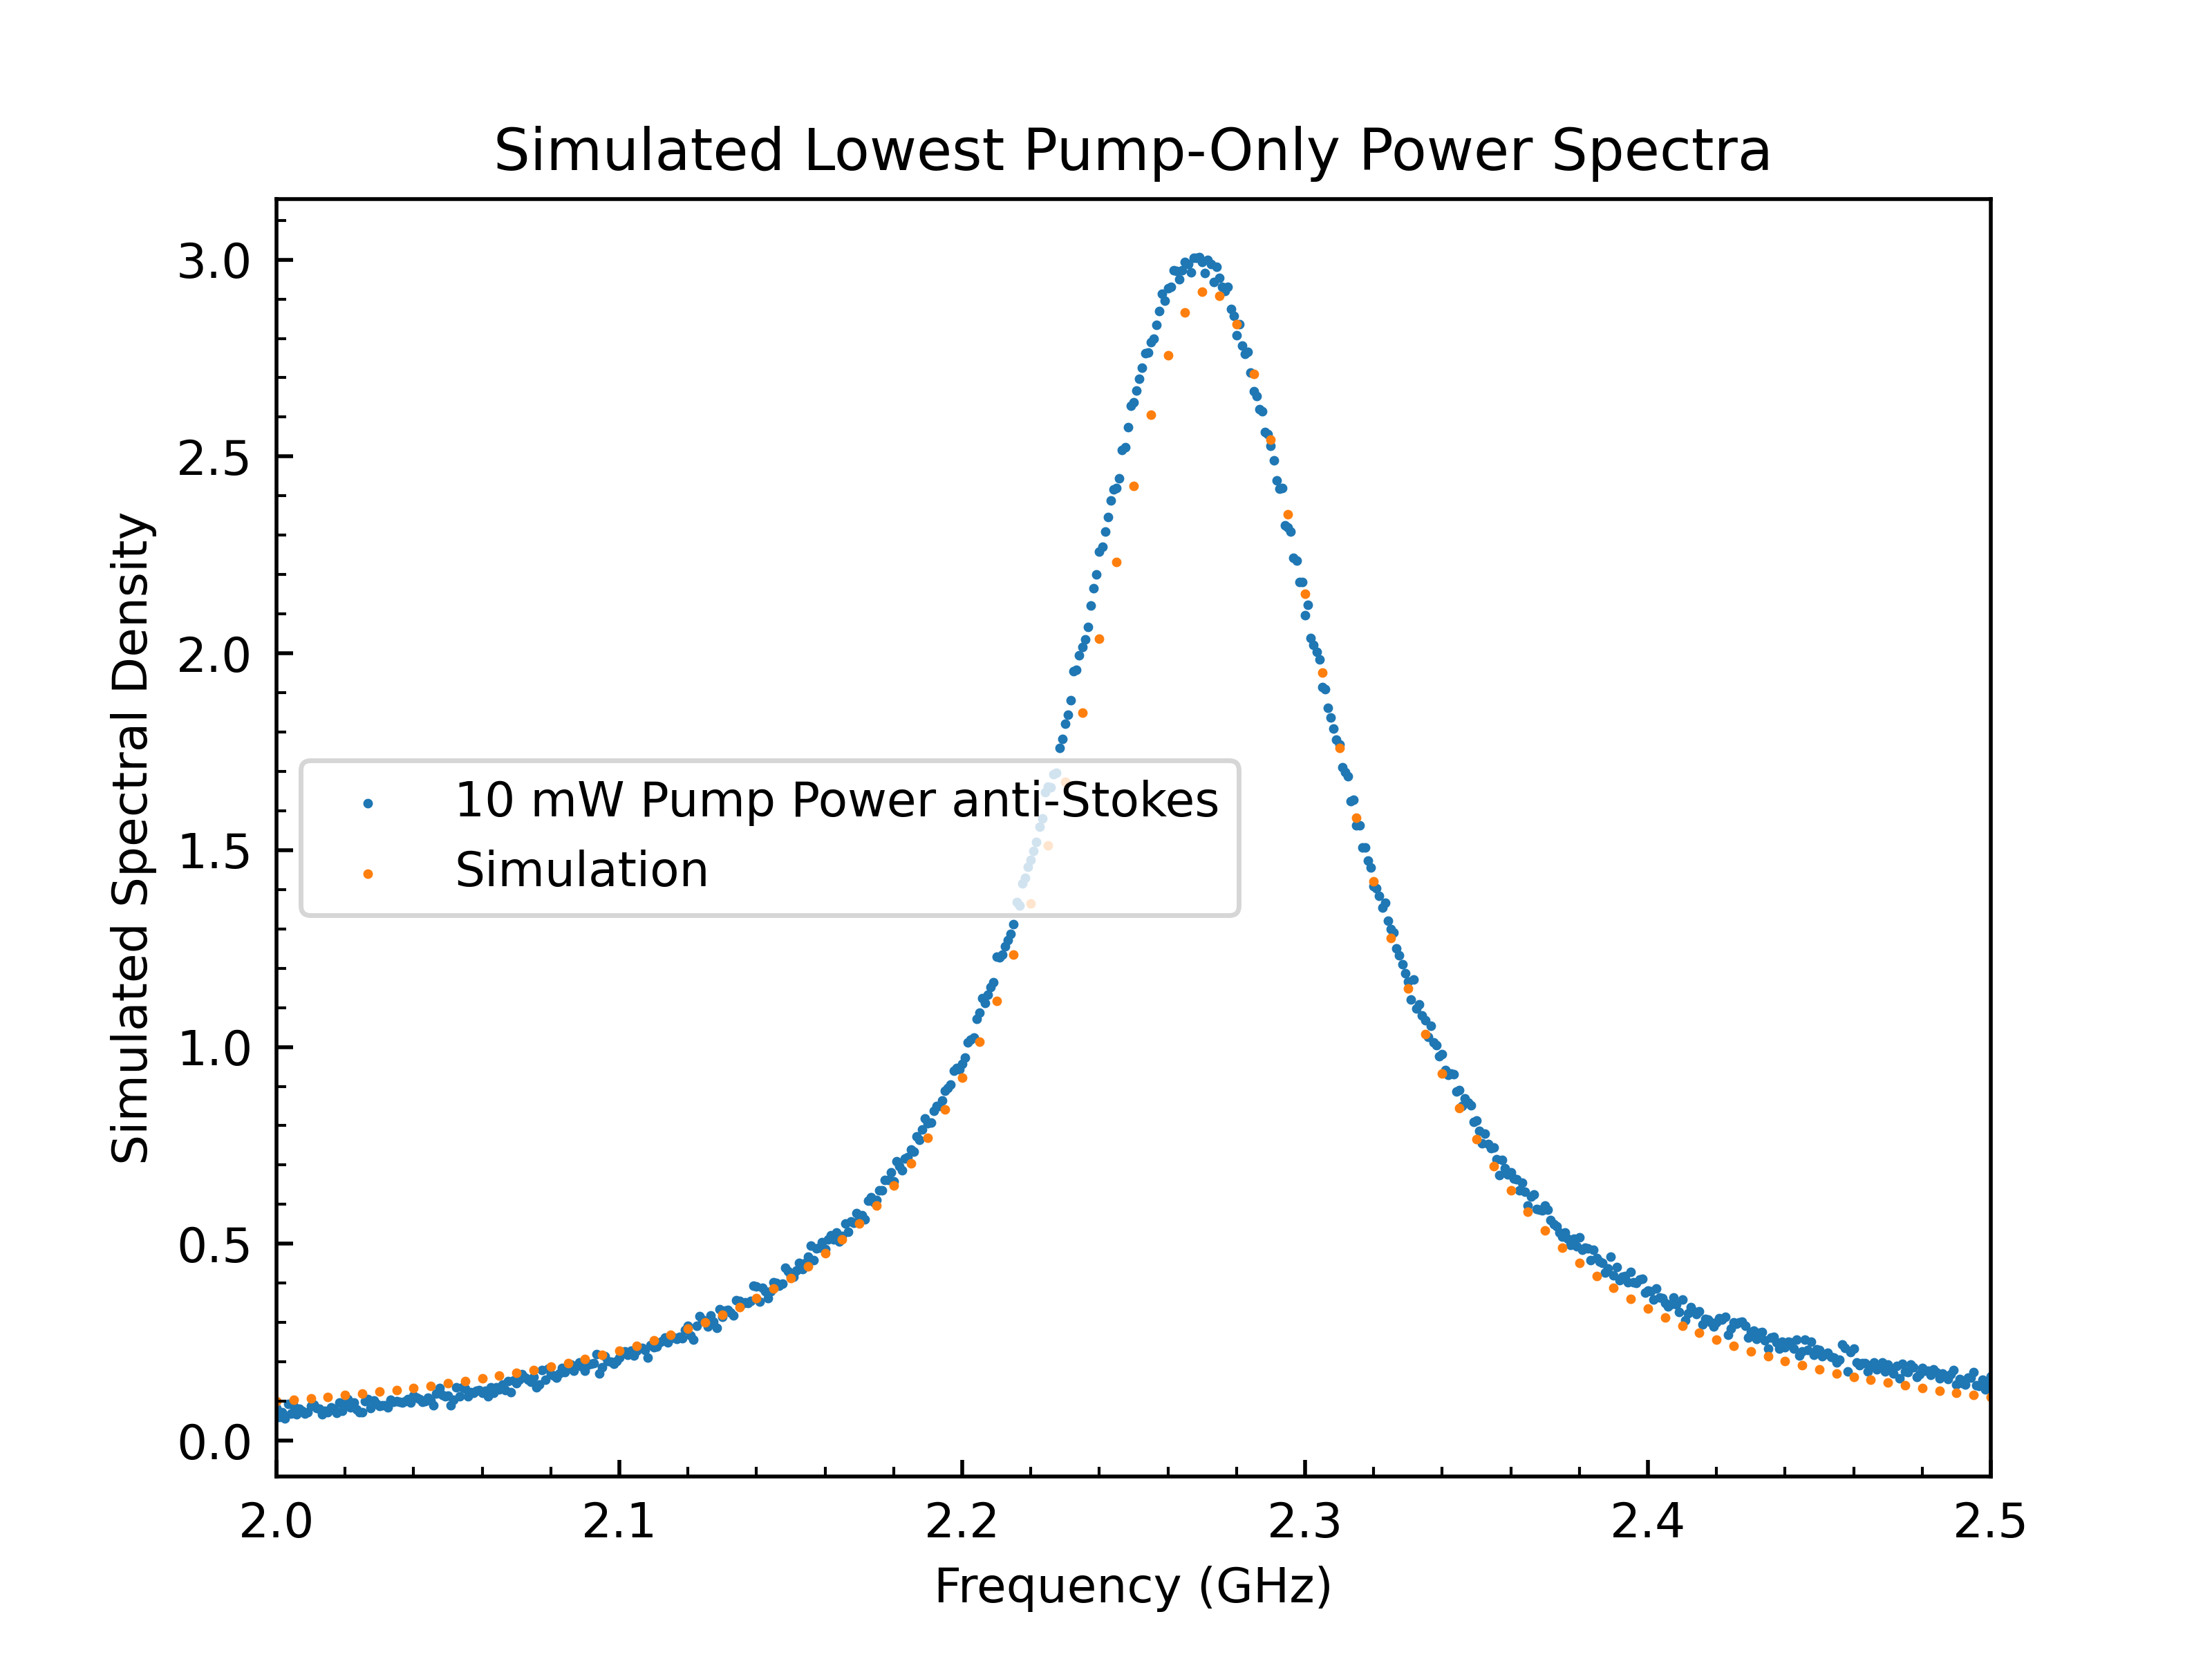 Simulated Lowest Pump-Only Power Spectra
3.0
2.5
2.0
1.5
1.0
0.5
0.0
Simulated Spectral Density
10 mW Pump Power anti-Stokes
Simulation
2.0 2.1 2.2 2.3 2.4 2.5
Frequency (GHz)